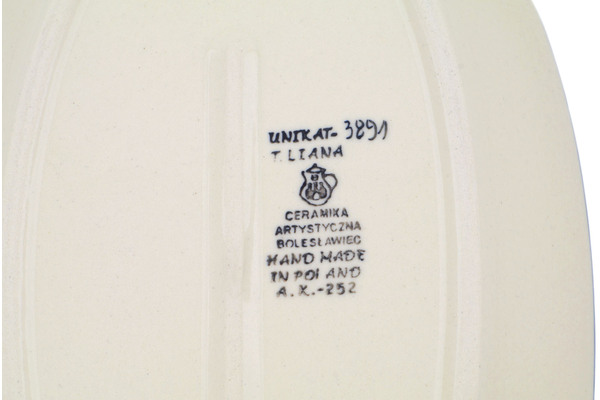 UNIKAT-3891
T. LIANA
CERAMIKA
ARTYSTYCZNA
BOLESŁAWIEC
HAND MADE
IN POLAND
A.K.-252